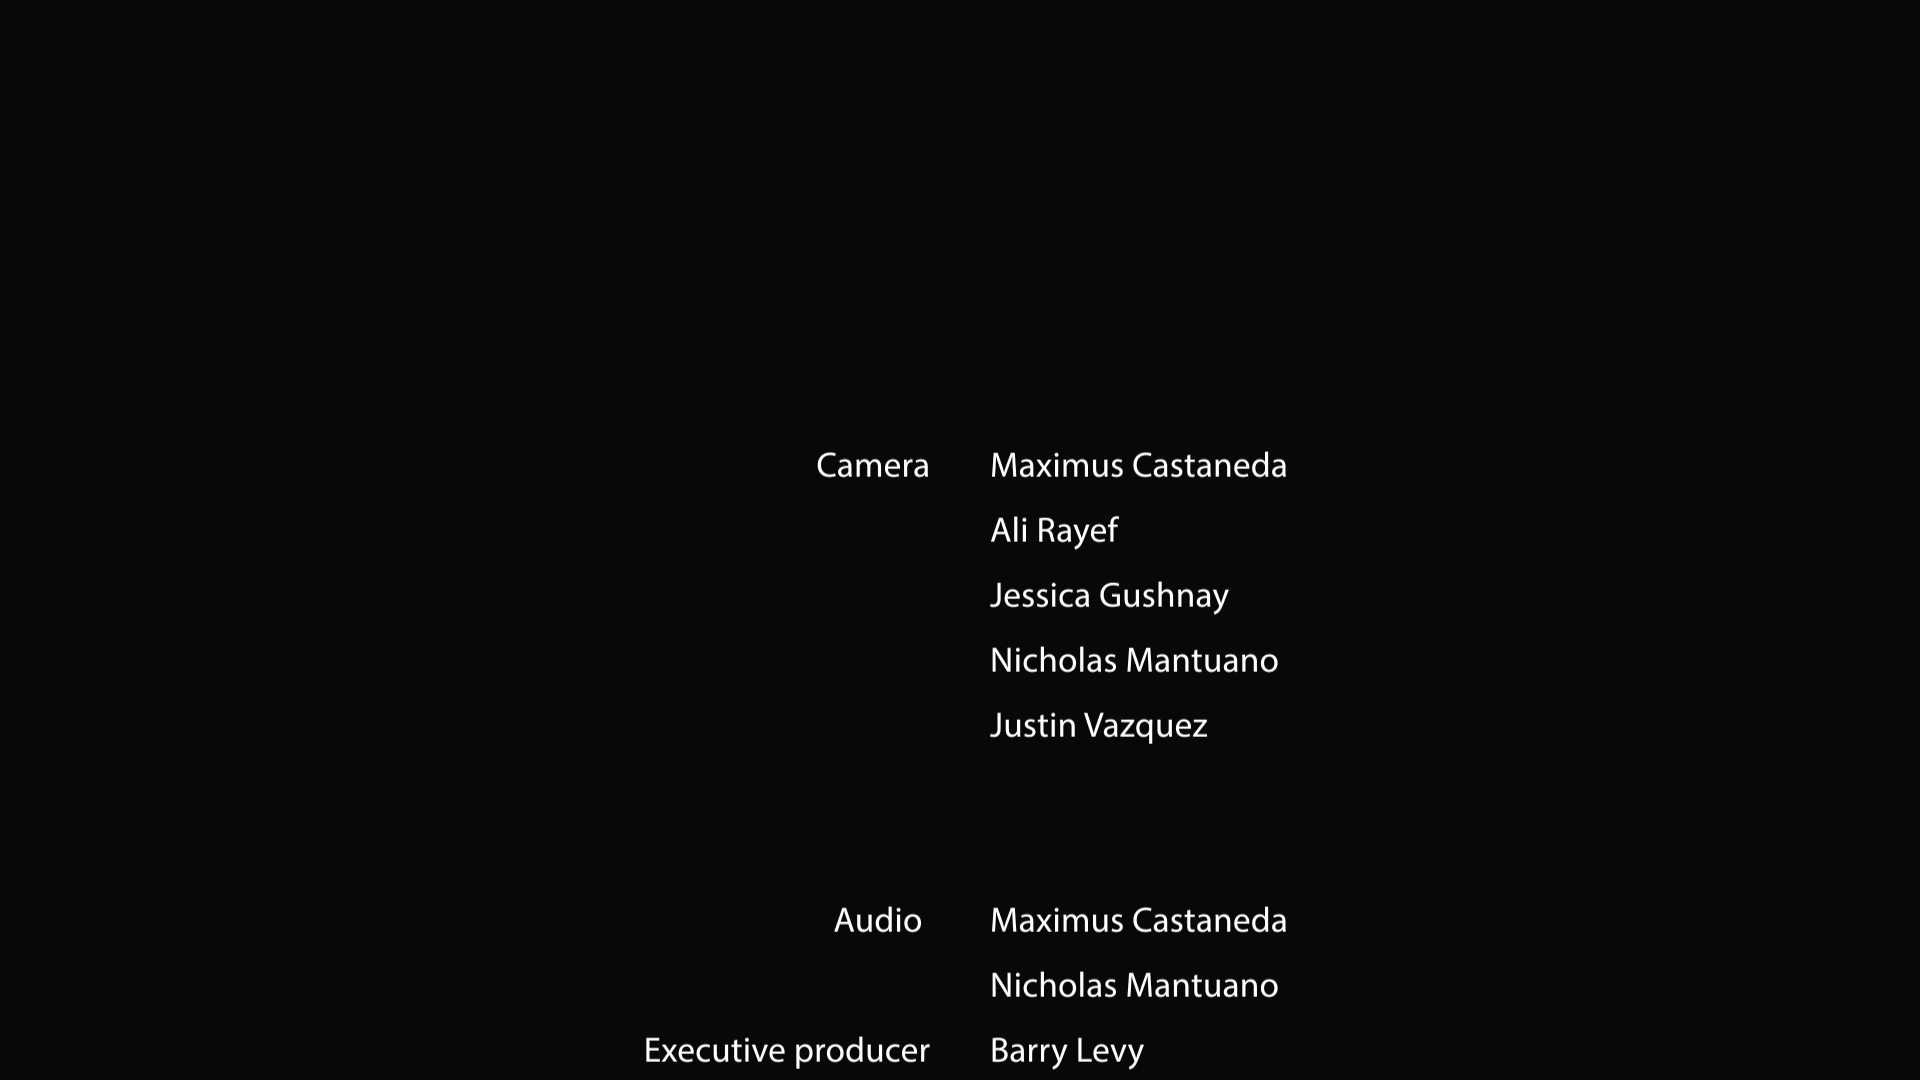 Camera Maximus Castaneda
Ali Rayef
Jessica Gushnay
Nicholas Mantuano
Justin Vazquez
Audio Maximus Castaneda
Nicholas Mantuano
Executive producer Barry Levy